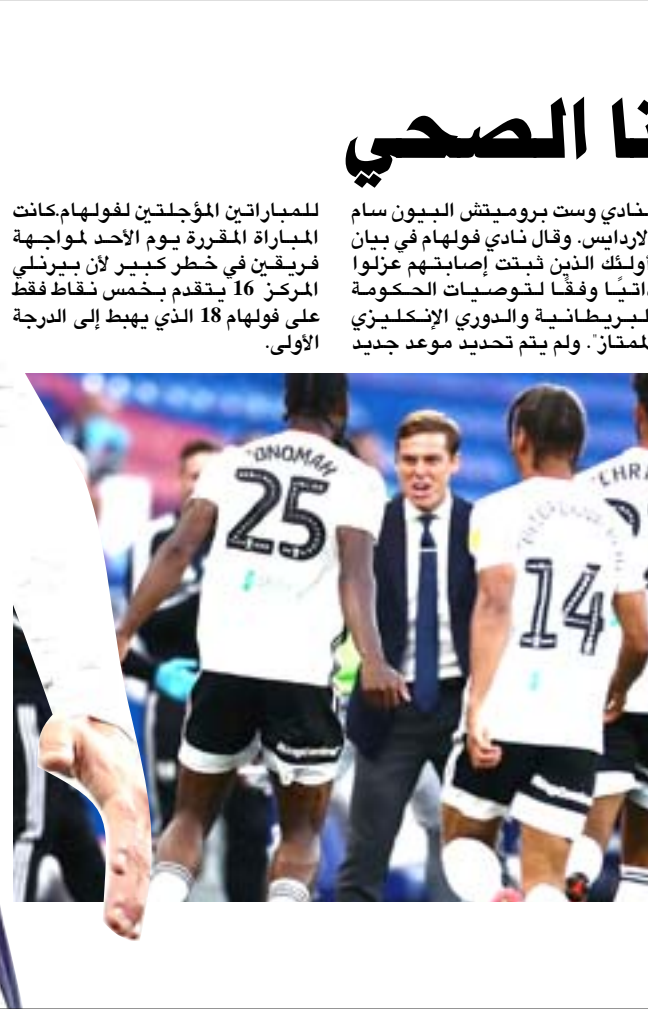 نا الصحي
نادي وست بروميتش البيون سام
لاردايس. وقال نادي فولهام في بيان
أولئك الذين ثبتت إصابتهم عزلوا
اتيًا وفقًا لتوصيات الحكومة
لبريطانية والدوري الإنكليزي
لممتاز". ولم يتم تحديد موعد جديد
للمباراتين المؤجلتين لفولهام.كانت
المباراة المقررة يوم الأحد لمواجهة
فريقين في خطر كبير لأن بيرنلي
المركز 16 يتقدم بخمس نقاط فقط
على فولهام 18 الذي يهبط إلى الدرجة
الأولى.
ONOMAH
25
14